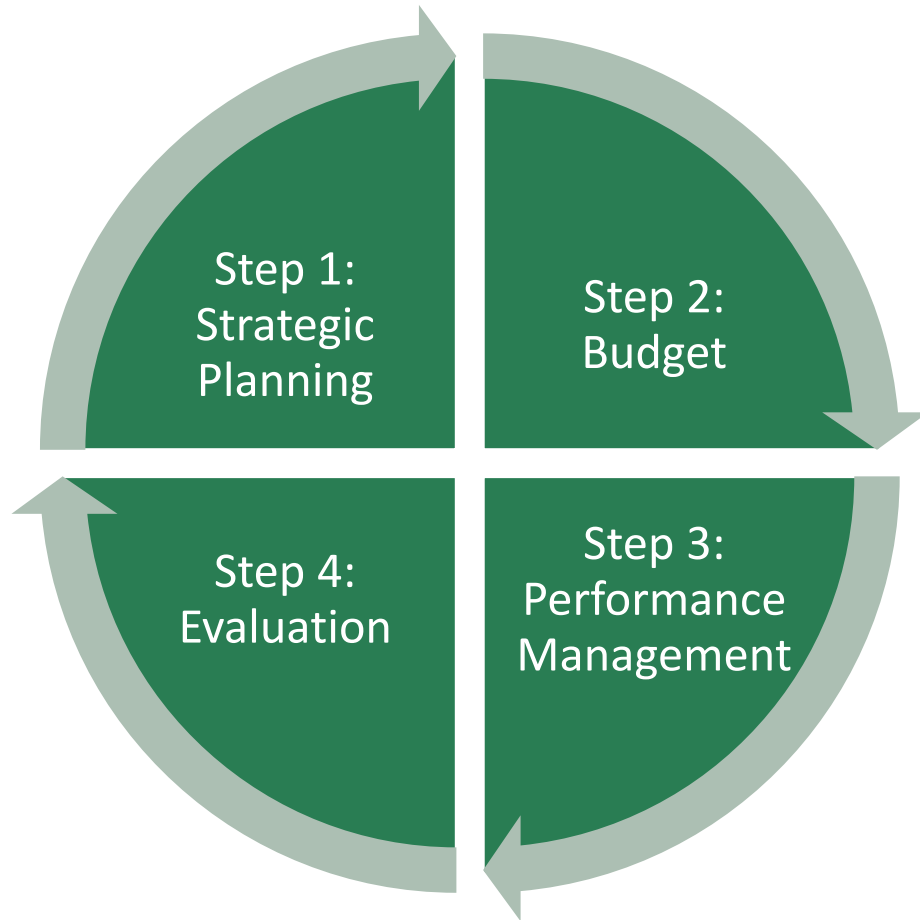 Step 1:
Strategic
Planning
Step 2:
Budget
Step 3:
Performance
Management
Step 4:
Evaluation